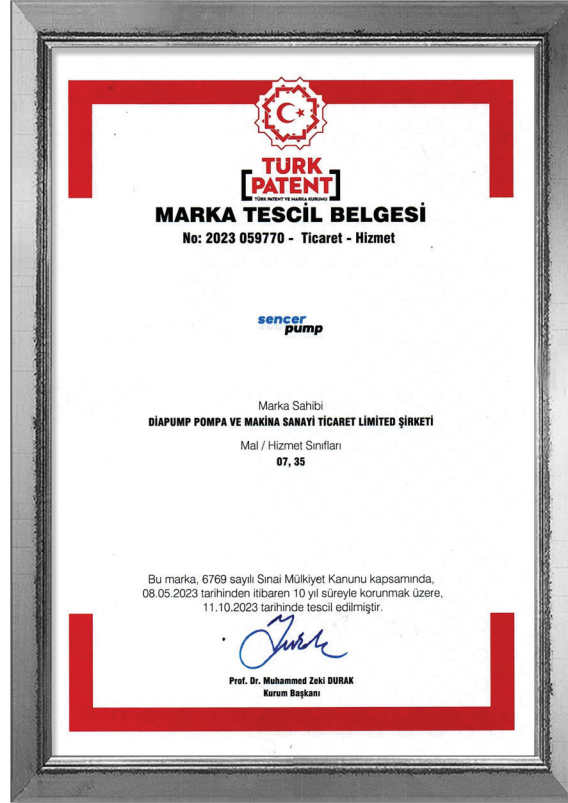 TÜRK
PATENT
TÜRK PATENT VE MARKA KURUMU
MARKA TESCİL BELGESİ
No: 2023 059770 - Ticaret - Hizmet
sencer
pump
Marka Sahibi
DİAPUMP POMPA VE MAKİNA SANAYİ TİCARET LİMİTED ŞİRKETİ
Mal / Hizmet Sınıfları
07, 35
Bu marka, 6769 sayılı Sınai Mülkiyet Kanunu kapsamında,
08.05.2023 tarihinden itibaren 10 yıl süreyle korunmak üzere,
11.10.2023 tarihinde tescil edilmiştir.
Prof. Dr. Muhammed Zeki DURAK
Kurum Başkanı